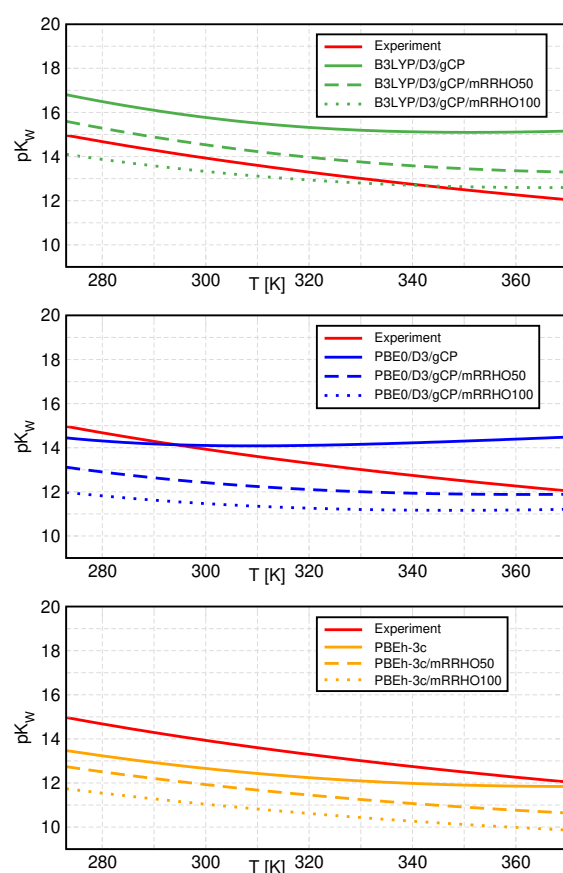 20
Experiment
B3LYP/D3/gCP
18
B3LYP/D3/gCP/mRRHO50
B3LYP/D3/gCP/mRRHO100
16
pKW
14
12
10
280 300 T [K] 320 340 360
20
Experiment
PBE0/D3/gCP
18
PBE0/D3/gCP/mRRHO50
PBE0/D3/gCP/mRRHO100
16
pKW
14
12
10
280 300 T [K] 320 340 360
20
Experiment
PBEh-3c
18
PBEh-3c/mRRHO50
PBEh-3c/mRRHO100
16
pKW
14
12
10
280 300 T [K] 320 340 360